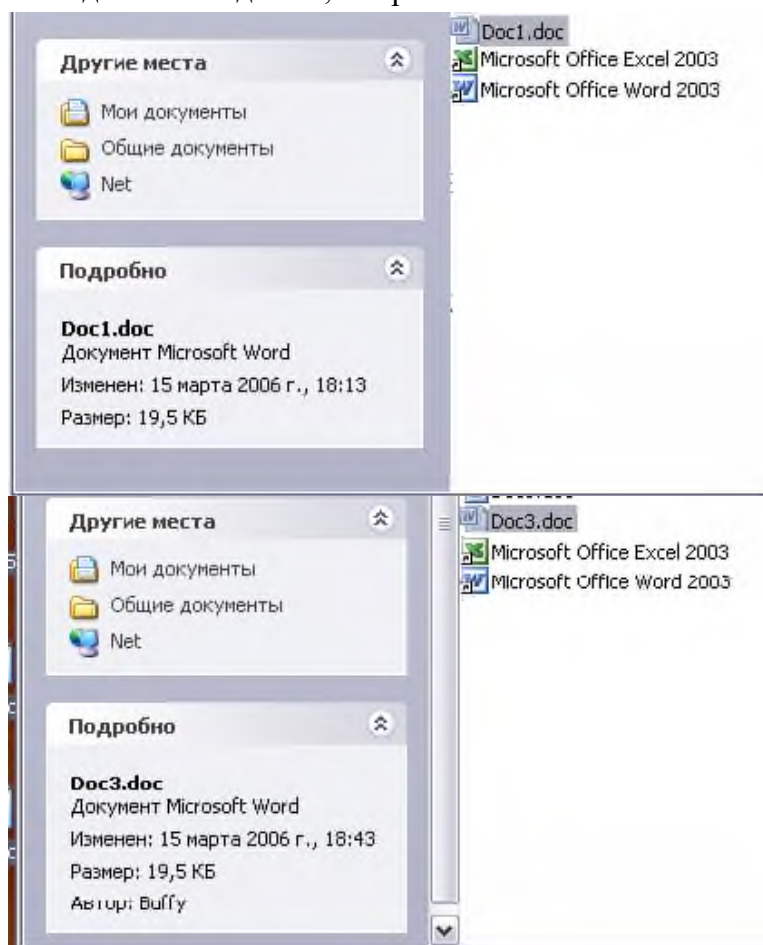 Doc1.doc
Другие места
Microsoft Office Excel 2003
Microsoft Office Word 2003
Мои документы
Общие документы
Net
Подробно
Doc1.doc
Документ Microsoft Word
Изменен: 15 марта 2006 г., 18:13
Размер: 19,5 КБ
Другие места
Doc3.doc
Microsoft Office Excel 2003
Microsoft Office Word 2003
Мои документы
Общие документы
Net
Подробно
Doc3.doc
Документ Microsoft Word
Изменен: 15 марта 2006 г., 18:43
Размер: 19,5 КБ
Автор: Buffy